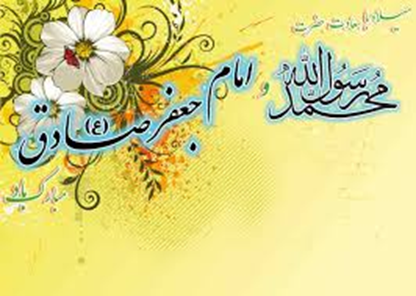 میلاد با سعادت حضرت
محمد رسول الله
و
امام جعفر صادق (ع)
مبارک باد